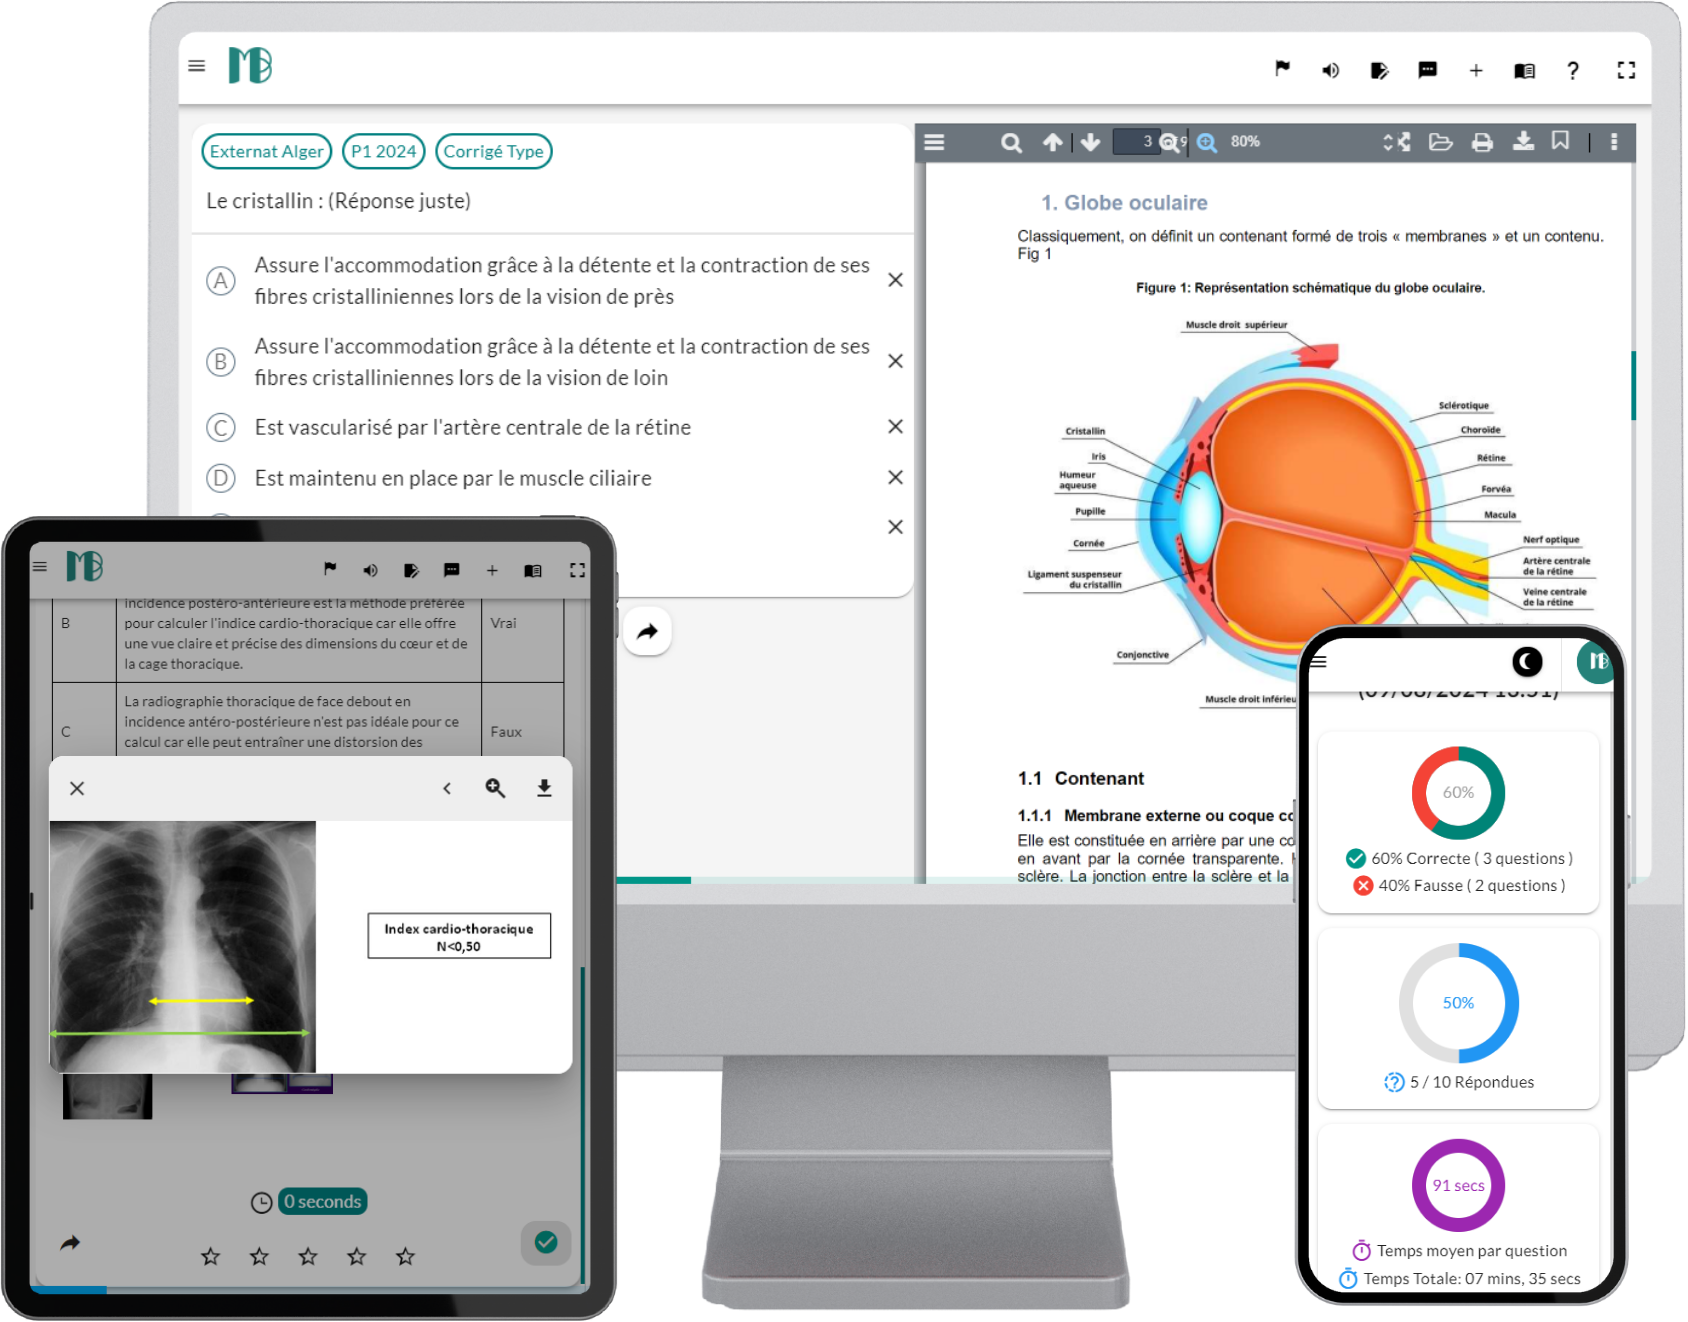 Externat Alger
P1 2024
Corrigé Type
Le cristallin : (Réponse juste)
A
Assure l'accommodation grâce à la détente et la contraction de ses
fibres cristalliniennes lors de la vision de près
B
Assure l'accommodation grâce à la détente et la contraction de ses
fibres cristalliniennes lors de la vision de loin
C
Est vascularisé par l'artère centrale de la rétine
D
Est maintenu en place par le muscle ciliaire
3
9
80%
1. Globe oculaire
Classiquement, on définit un contenant formé de trois « membranes » et un contenu.
Fig 1
Figure 1: Représentation schématique du globe oculaire.
Muscle droit supérieur
Cristallin
Iris
Humeur
aqueuse
Pupille
Cornée
Ligament suspenseur
du cristallin
Conjonctive
Muscle droit inférieu
Sclérotique
Choroïde
Rétine
Forvéa
Macula
Nerf optique
Artère centrale
de la rétine
Veine centrale
de la rétine
1.1 Contenant
1.1.1 Membrane externe ou coque co
Elle est constituée en arrière par une co
en avant par la cornée transparente.
sclère. La jonction entre la sclère et la
incidence postéro-antérieure est la méthode préférée
B
pour calculer l'indice cardio-thoracique car elle offre
Vrai
une vue claire et précise des dimensions du cœur et de
la cage thoracique.
La radiographie thoracique de face debout en
incidence antéro-postérieure n'est pas idéale pour ce
C
Faux
calcul car elle peut entraîner une distorsion des
Index cardio-thoracique
N<0,50
0 seconds
(09/08/2024 13:51)
60%
60% Correcte ( 3 questions )
40% Fausse ( 2 questions )
50%
5 / 10 Répondues
91 secs
Temps moyen par question
Temps Totale: 07 mins, 35 secs